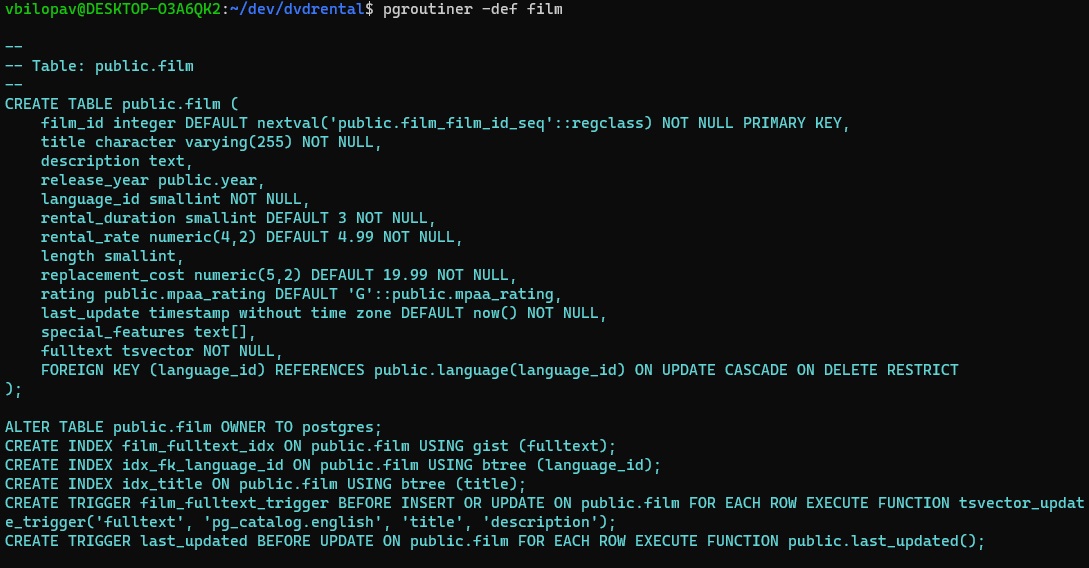 vbilopav@DESKTOP-O3A6QK2:~/dev/dvdrental$ pgroutiner -def film
--
-- Table: public.film
--
CREATE TABLE public.film (
    film_id integer DEFAULT nextval('public.film_film_id_seq'::regclass) NOT NULL PRIMARY KEY,
    title character varying(255) NOT NULL,
    description text,
    release_year public.year,
    language_id smallint NOT NULL,
    rental_duration smallint DEFAULT 3 NOT NULL,
    rental_rate numeric(4,2) DEFAULT 4.99 NOT NULL,
    length smallint,
    replacement_cost numeric(5,2) DEFAULT 19.99 NOT NULL,
    rating public.mpaa_rating DEFAULT 'G'::public.mpaa_rating,
    last_update timestamp without time zone DEFAULT now() NOT NULL,
    special_features text[],
    fulltext tsvector NOT NULL,
    FOREIGN KEY (language_id) REFERENCES public.language(language_id) ON UPDATE CASCADE ON DELETE RESTRICT
);
ALTER TABLE public.film OWNER TO postgres;
CREATE INDEX film_fulltext_idx ON public.film USING gist (fulltext);
CREATE INDEX idx_fk_language_id ON public.film USING btree (language_id);
CREATE INDEX idx_title ON public.film USING btree (title);
CREATE TRIGGER film_fulltext_trigger BEFORE INSERT OR UPDATE ON public.film FOR EACH ROW EXECUTE FUNCTION tsvector_updat
e_trigger('fulltext', 'pg_catalog.english', 'title', 'description');
CREATE TRIGGER last_updated BEFORE UPDATE ON public.film FOR EACH ROW EXECUTE FUNCTION public.last_updated();